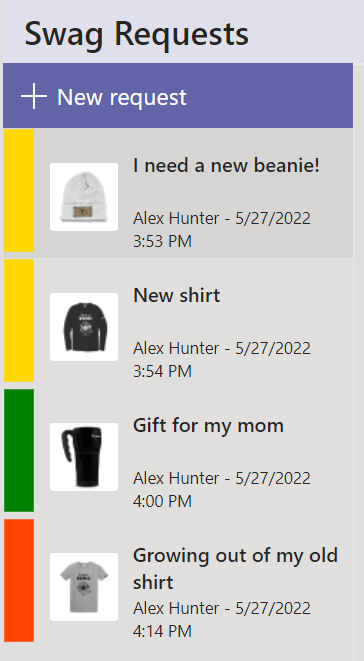 Swag Requests
New request
I need a new beanie!
Alex Hunter - 5/27/2022
3:53 PM
New shirt
Alex Hunter - 5/27/2022
3:54 PM
Gift for my mom
Alex Hunter - 5/27/2022
4:00 PM
Growing out of my old
shirt
Alex Hunter - 5/27/2022
4:14 PM